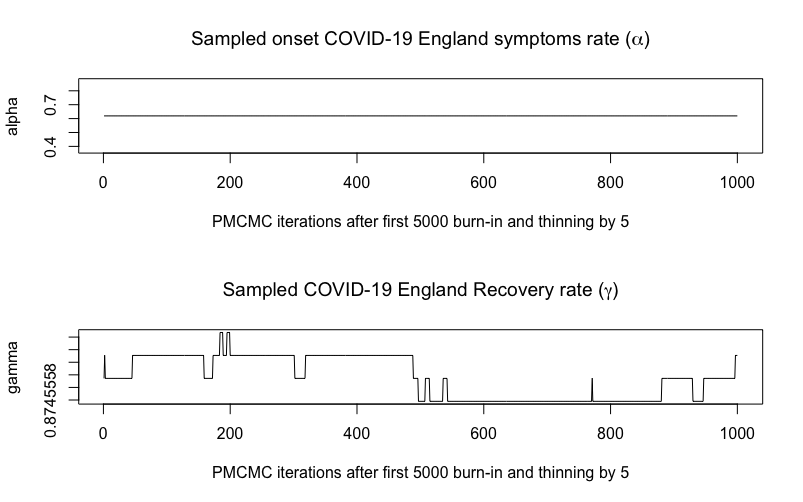 Sampled onset COVID-19 England symptoms rate (α)
alpha
0.7
0.4
0 200 400 600 800 1000
PMCMC iterations after first 5000 burn-in and thinning by 5
Sampled COVID-19 England Recovery rate (γ)
gamma
0.8745558
0 200 400 600 800 1000
PMCMC iterations after first 5000 burn-in and thinning by 5